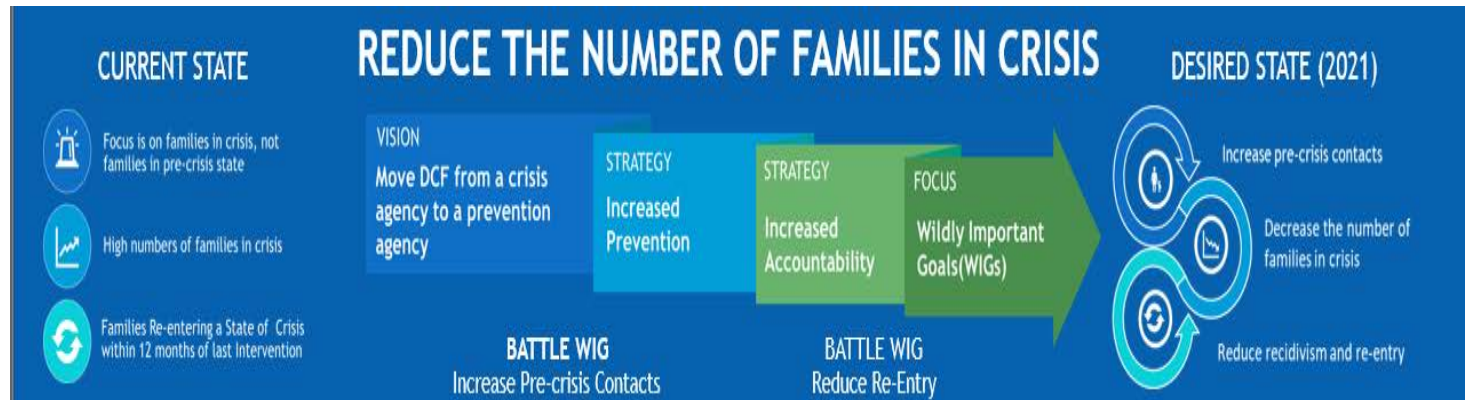 REDUCE THE NUMBER OF FAMILIES IN CRISIS
CURRENT STATE
Focus is on families in crisis, not
families in pre-crisis state
High numbers of families in crisis
Families Re-entering a State of Crisis
within 12 months of last Intervention
VISION
Move DCF from a crisis
agency to a prevention
agency
STRATEGY
Increased
Prevention
STRATEGY
Increased
Accountability
FOCUS
Wildly Important
Goals(WIGs)
BATTLE WIG
Increase Pre-crisis Contacts
BATTLE WIG
Reduce Re-Entry
DESIRED STATE (2021)
Increase pre-crisis contacts
Decrease the number of
families in crisis
Reduce recidivism and re-entry